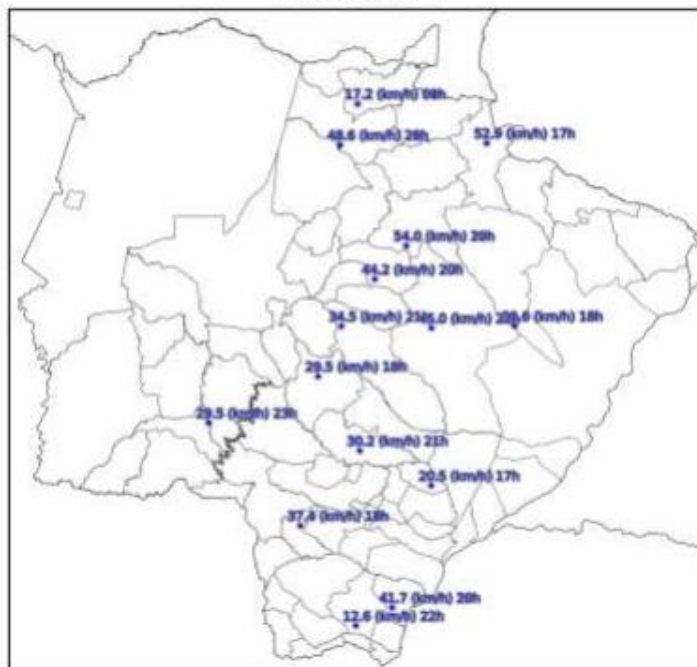 17.2 (km/h) 08h
48.6 (km/h) 20h
52.9 (km/h) 17h
54.0 (km/h) 20h
44.2 (km/h) 20h
34.5 (km/h)
(km/h)
(km/h) 18h
29.5 (km/h) 18h
29.5 (km/h) 23h
30.2 (km/h) 21h
20.5 (km/h) 17h
37.4 (km/h) 18h
41.7 (km/h) 20h
12.6 (km/h) 22h